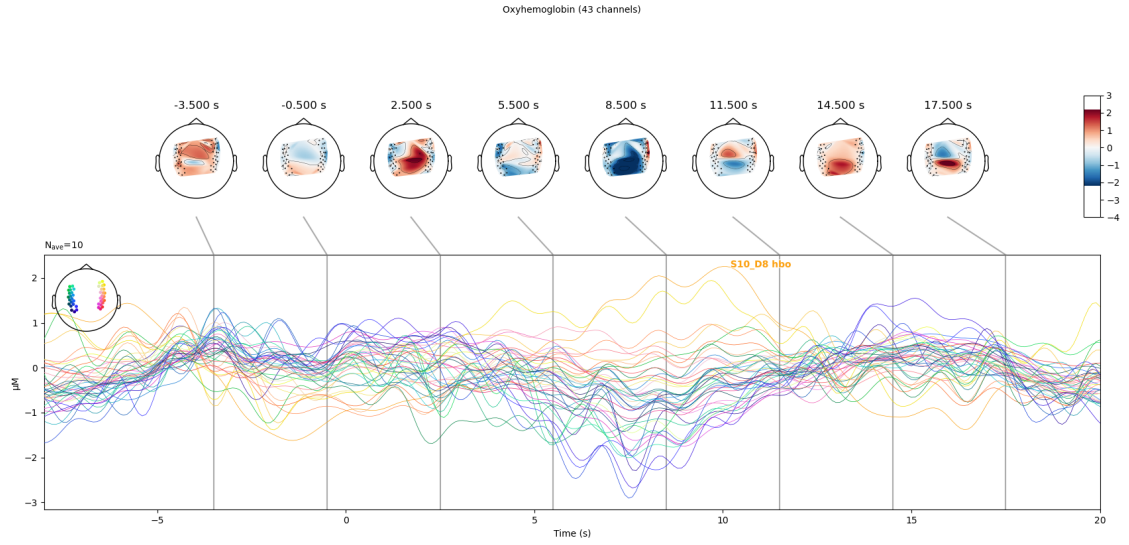 Oxyhemoglobin (43 channels)
-3.500 s
-0.500 s
2.500 s
5.500 s
8.500 s
11.500 s
14.500 s
17.500 s
3
2
1
0
−1
−2
−3
−4
Nave=10
S10_D8 hbo
2
1
0
−1
−2
−3
µM
−5
0
5
10
15
20
Time (s)